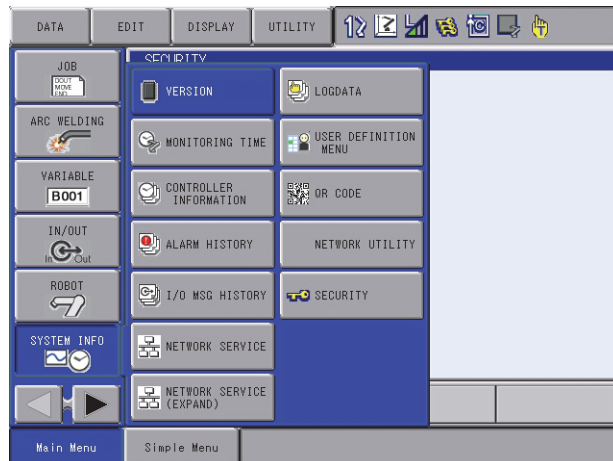 DATA
EDIT
DISPLAY
UTILITY
SECURITY
JOB
DOUT
MOVE
END
ARC WELDING
VARIABLE
B001
IN/OUT
In
Out
ROBOT
SYSTEM INFO
VERSION
LOGDATA
MONITORING TIME
USER DEFINITION
MENU
CONTROLLER
INFORMATION
QR CODE
ALARM HISTORY
NETWORK UTILITY
I/O MSG HISTORY
SECURITY
NETWORK SERVICE
NETWORK SERVICE
(EXPAND)
Main Menu
Simple Menu